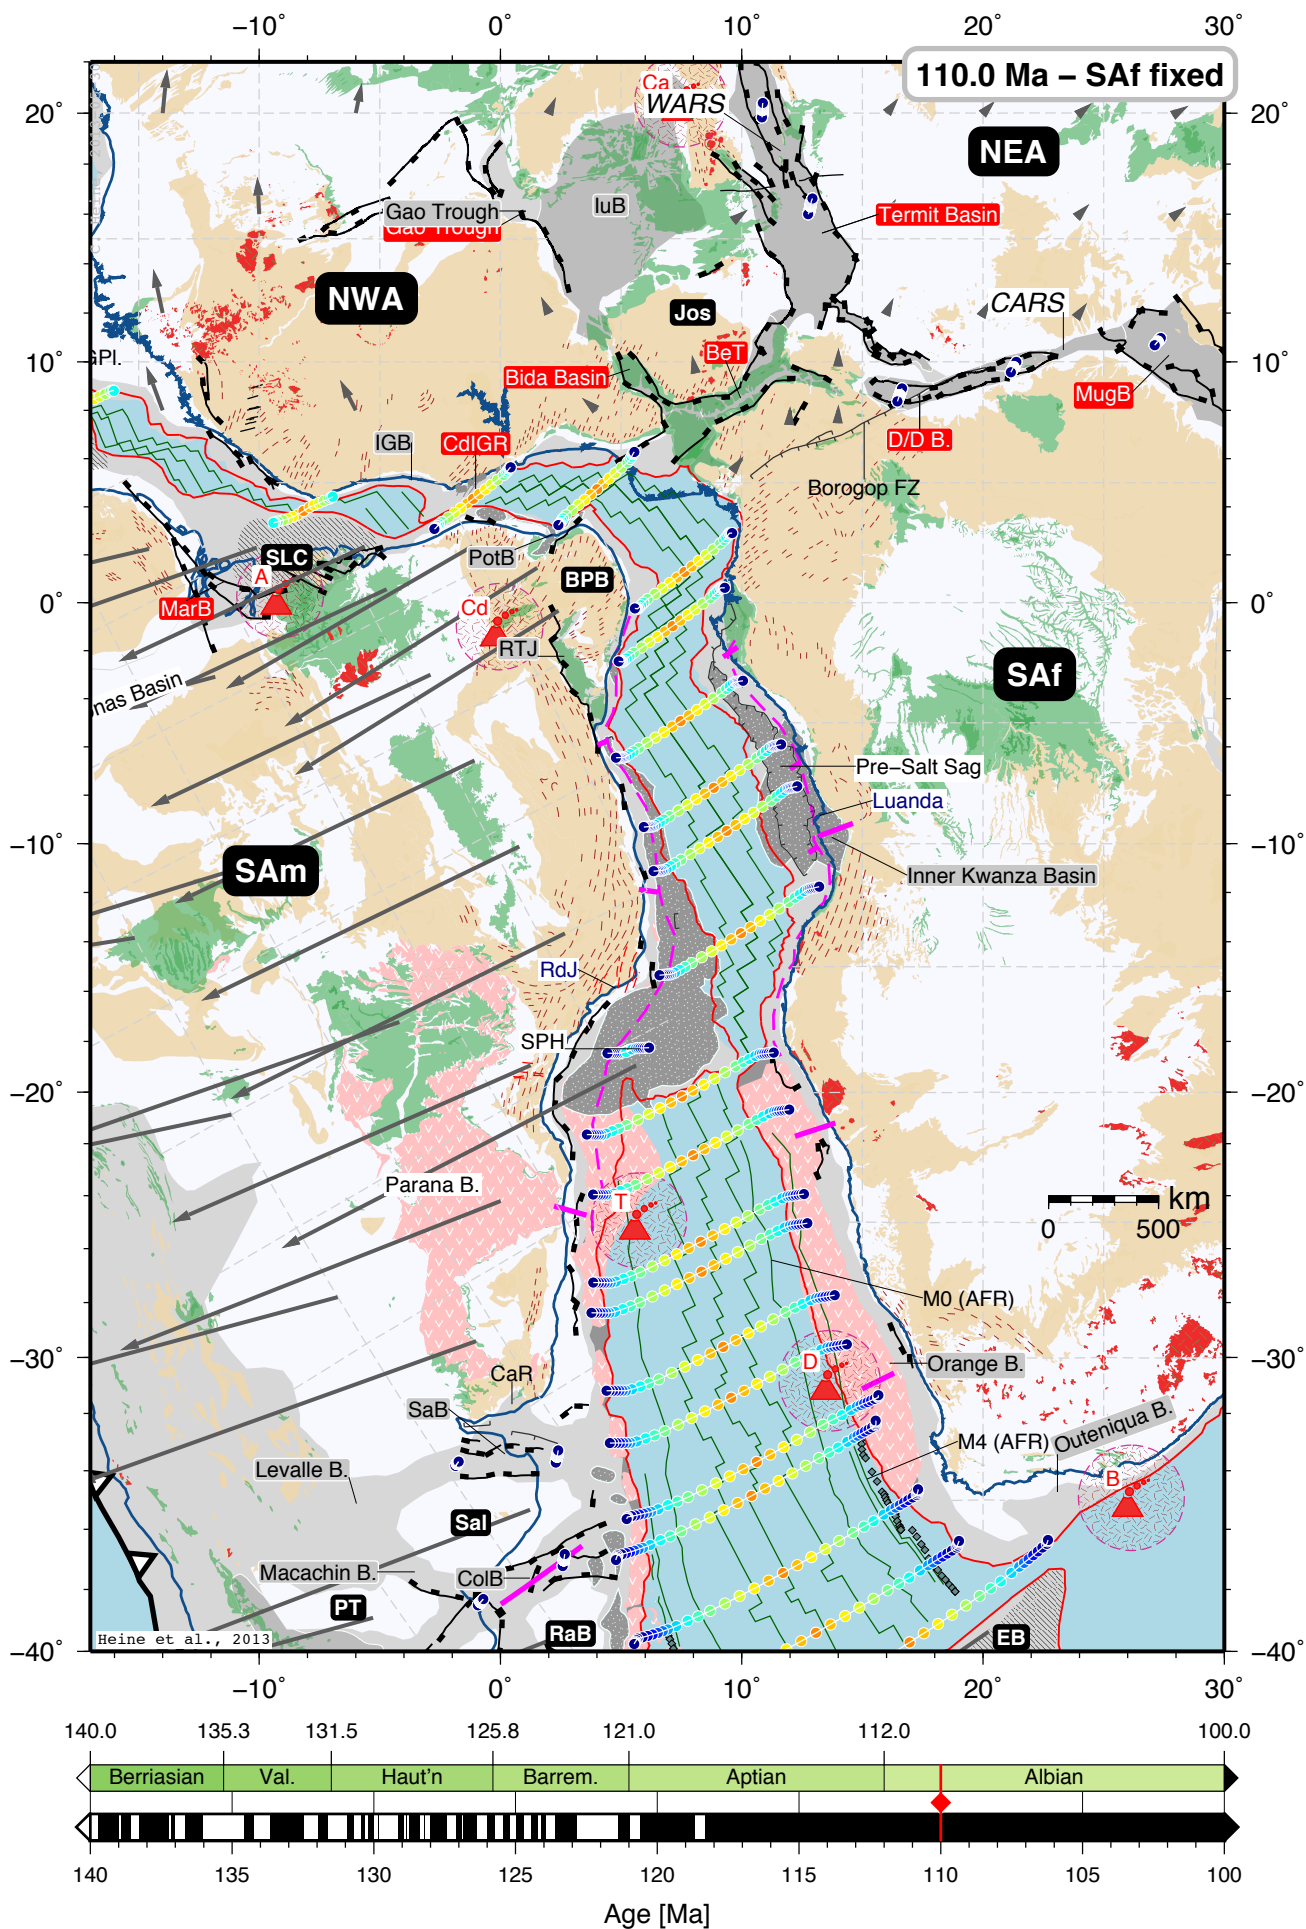 −10˚ 0˚ 10˚ 20˚ 30˚
110.0 Ma − SAf fixed
20˚ 20˚
Ca
WARS
NEA
Gao Trough
Gao Trough
IuB
Termit Basin
NWA
Jos
CARS
GPl.
10˚ 10˚
BeT
Bida Basin
MugB
IGB
CdIGR
D/D B.
Borogop FZ
PotB
SLC
BPB
A
MarB
Cd
0˚ 0˚
RTJ
SAf
nas Basin
Pre−Salt Sag
Luanda
−10˚ −10˚
SAm
Inner Kwanza Basin
RdJ
SPH
−20˚ −20˚
Parana B.
T
km
0 500
M0 (AFR)
−30˚ −30˚
D
Orange B.
CaR
SaB
M4 (AFR)
Outeniqua B.
Levalle B.
B
Sal
Macachin B.
ColB
PT
RaB
EB
Heine et al., 2013
−40˚ −40˚
−10˚ 0˚ 10˚ 20˚ 30˚
140.0 135.3 131.5 125.8 121.0 112.0 100.0
Berriasian Val. Haut'n Barrem. Aptian Albian
140 135 130 125 120 115 110 105 100
Age [Ma]